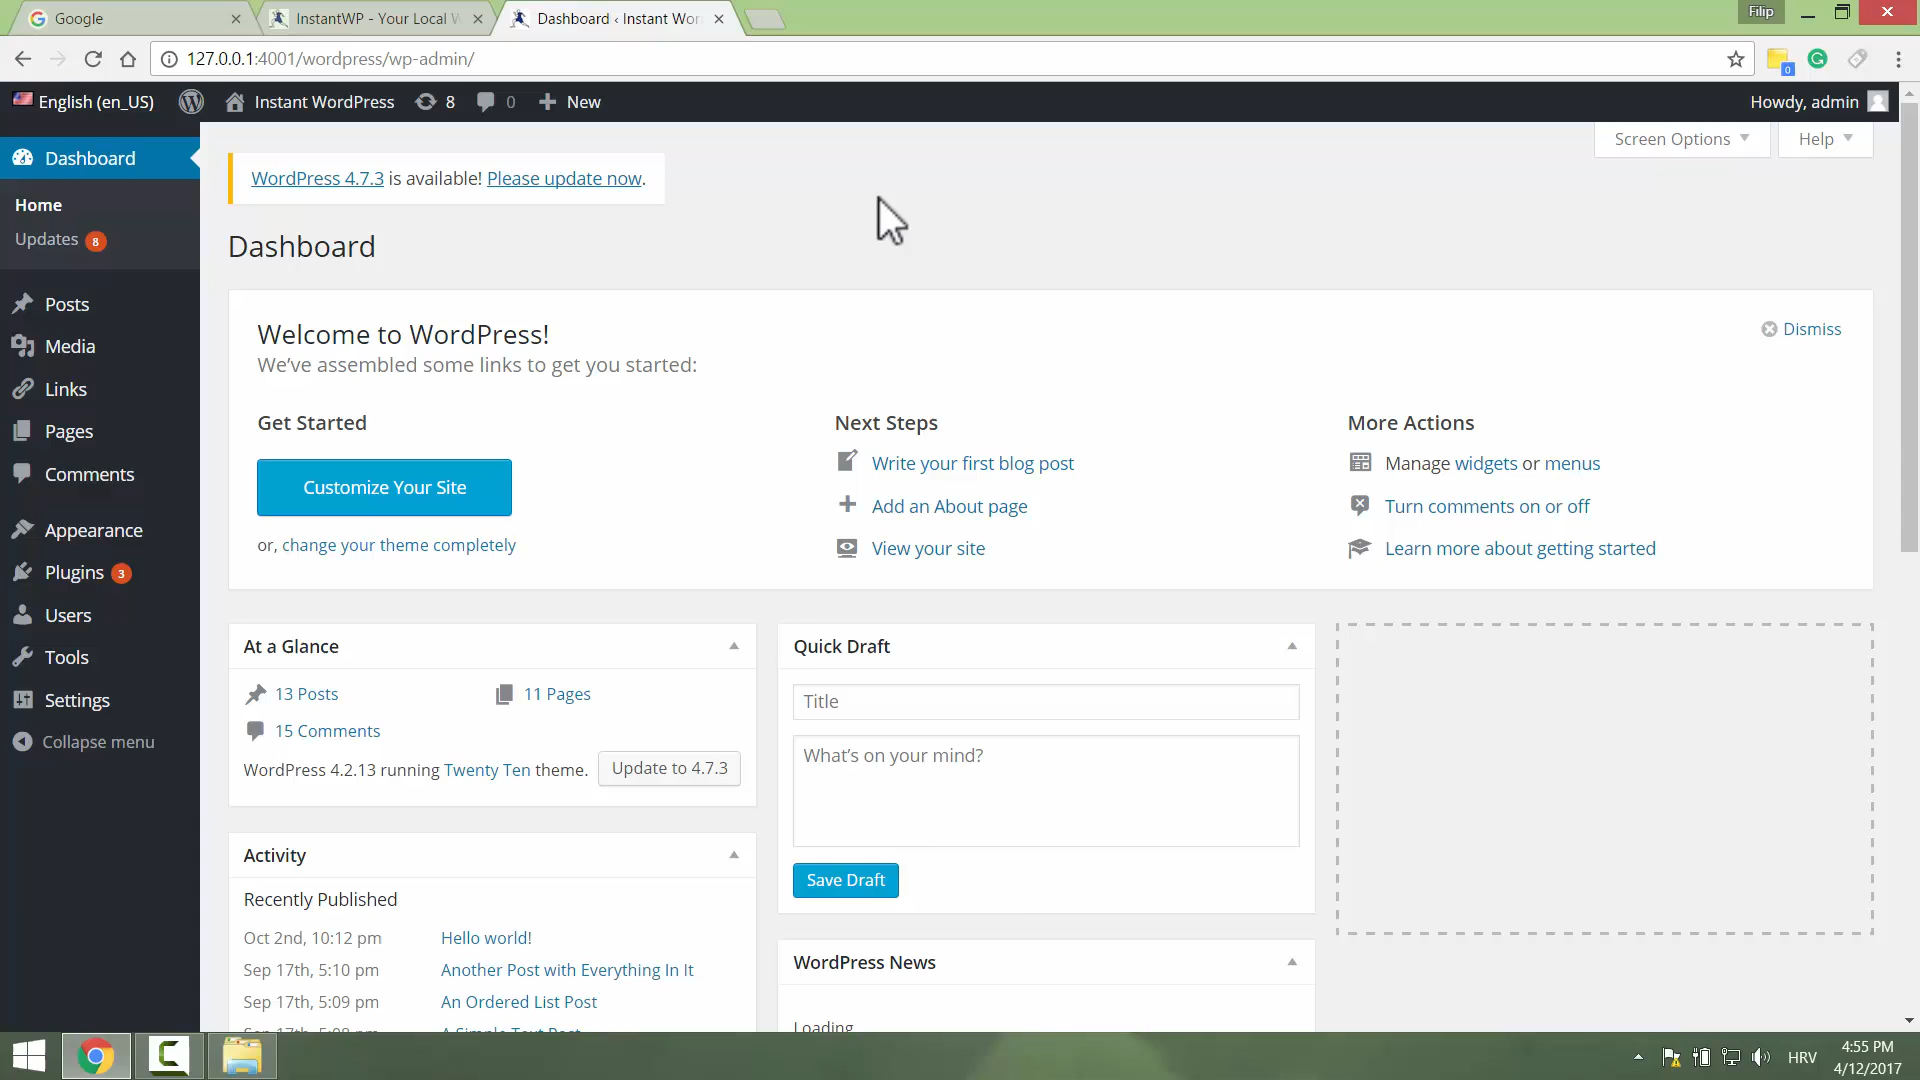 Google
InstantWP - Your Local W
Dashboard ‹ Instant Wor
Filip
127.0.0.1:4001/wordpress/wp-admin/
0
English (en_US)
Instant WordPress
8
0
New
Howdy, admin
Screen Options
Help
Dashboard
Home
Updates 8
Posts
Media
Links
Pages
Comments
Appearance
Plugins 3
Users
Tools
Settings
Collapse menu
WordPress 4.7.3 is available! Please update now.
Dashboard
Welcome to WordPress!
We've assembled some links to get you started:
Dismiss
Get Started
Customize Your Site
or, change your theme completely
Next Steps
Write your first blog post
Add an About page
View your site
More Actions
Manage widgets or menus
Turn comments on or off
Learn more about getting started
At a Glance
13 Posts
11 Pages
15 Comments
WordPress 4.2.13 running Twenty Ten theme.
Update to 4.7.3
Activity
Recently Published
Oct 2nd, 10:12 pm Hello world!
Sep 17th, 5:10 pm Another Post with Everything In It
Sep 17th, 5:09 pm An Ordered List Post
Sep 17th, 5:08 pm A Simple Text Post
Quick Draft
Title
What's on your mind?
Save Draft
WordPress News
Loading
HRV
4:55 PM
4/12/2017